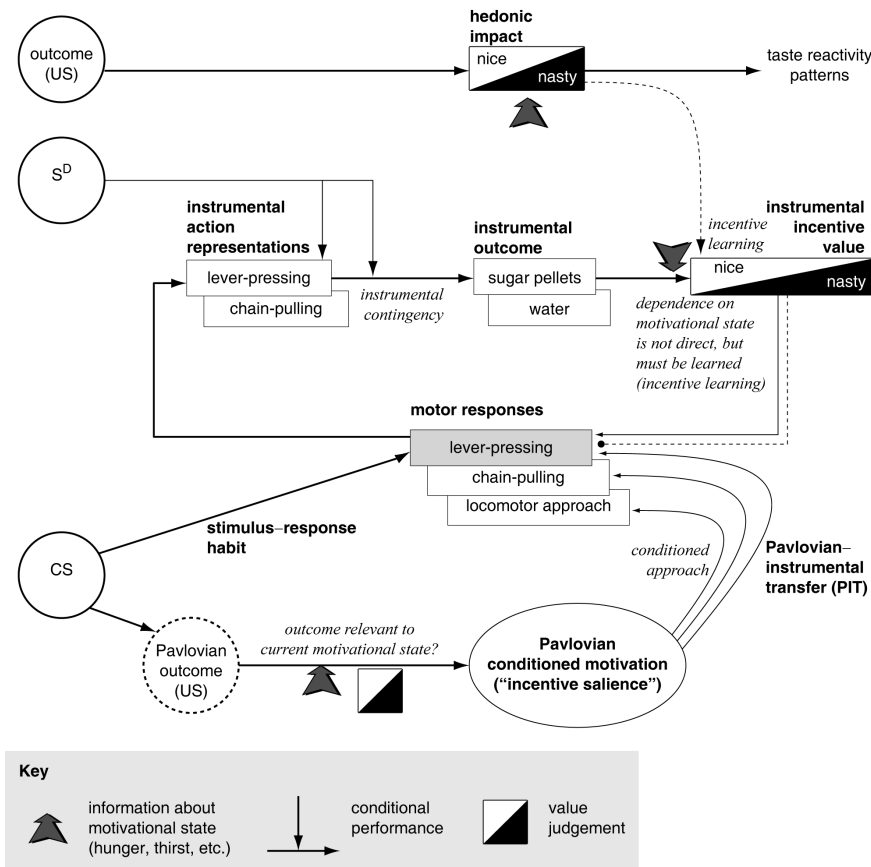 outcome
(US)
hedonic
impact
nice
nasty
taste reactivity
patterns
S^D
instrumental
action
representations
lever-pressing
chain-pulling
instrumental
contingency
instrumental
outcome
sugar pellets
water
incentive
learning
instrumental
incentive
value
nice
nasty
dependence on
motivational state
is not direct, but
must be learned
(incentive learning)
motor responses
lever-pressing
chain-pulling
locomotor approach
stimulus–response
habit
CS
conditioned
approach
Pavlovian–
instrumental
transfer (PIT)
Pavlovian
outcome
(US)
outcome relevant to
current motivational state?
Pavlovian
conditioned motivation
(“incentive salience”)
Key
information about
motivational state
(hunger, thirst, etc.)
conditional
performance
value
judgement